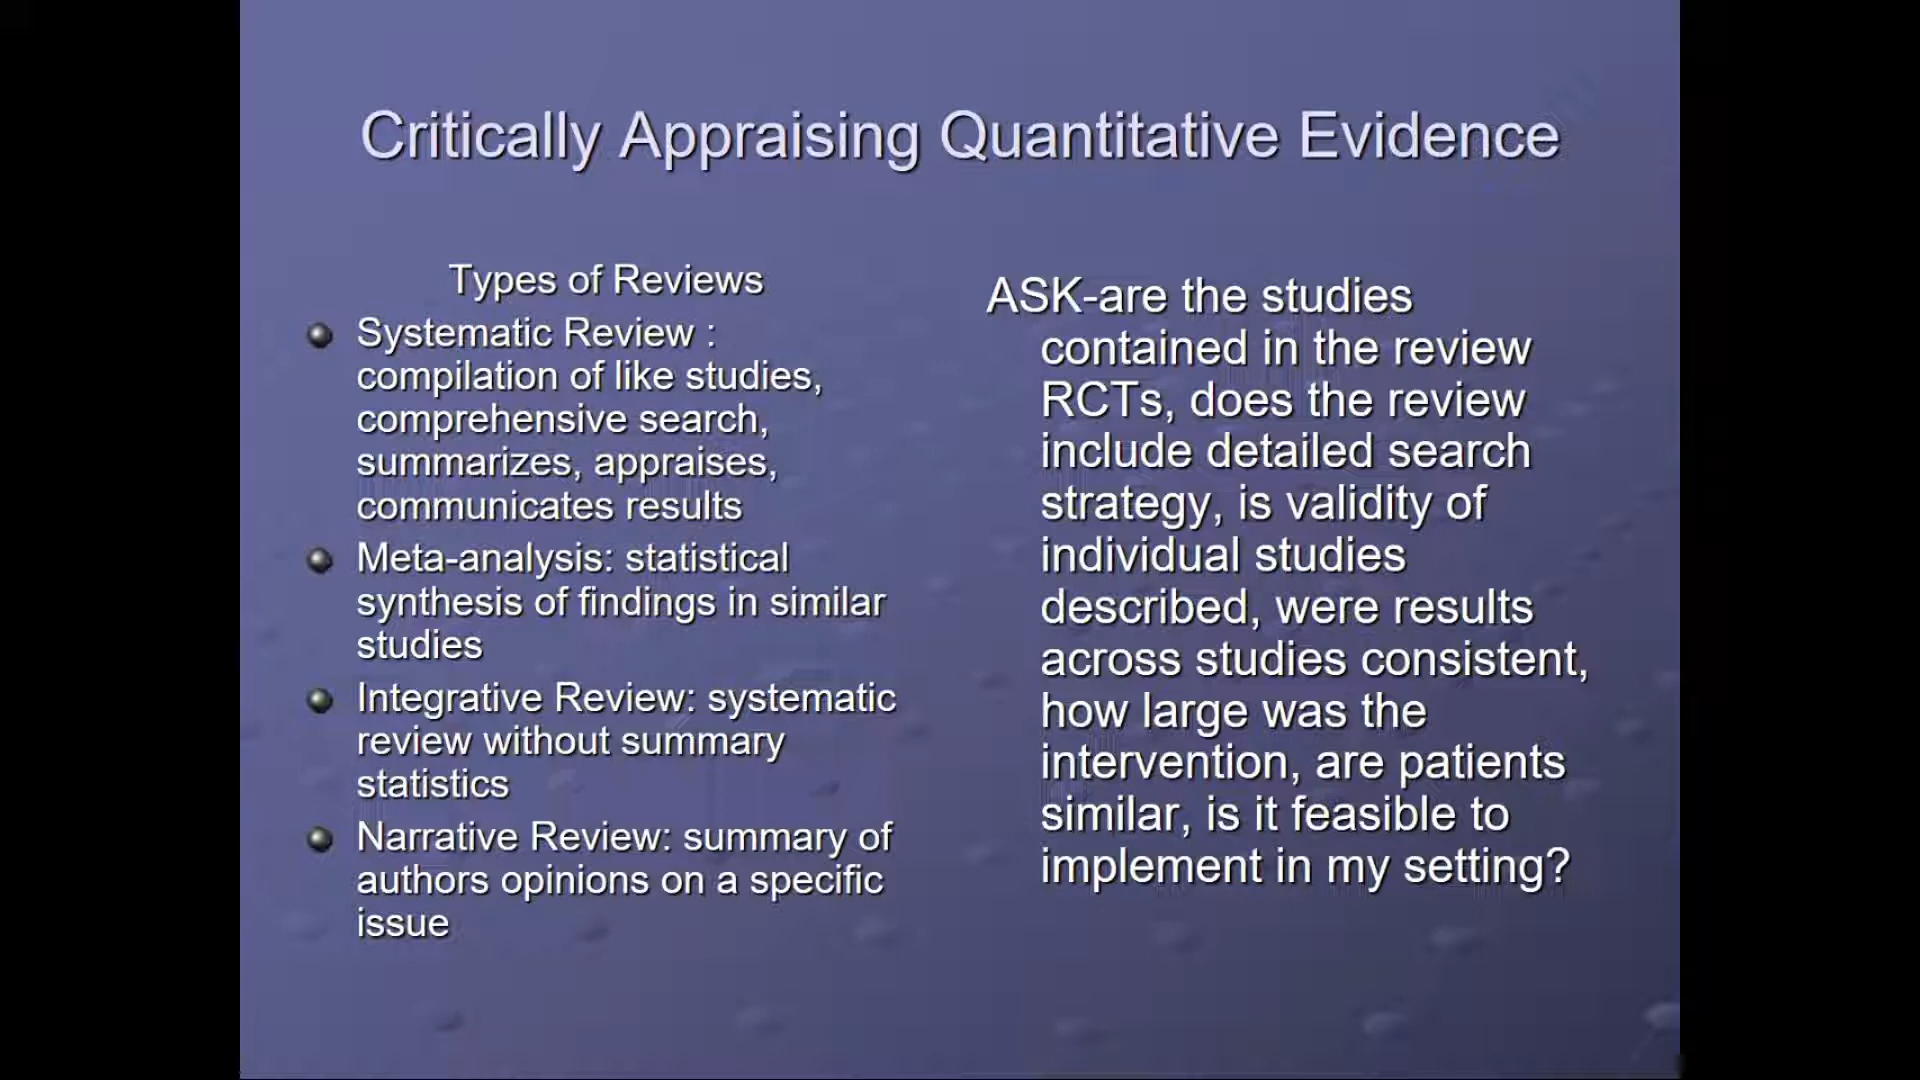 Critically Appraising Quantitative Evidence
Types of Reviews
Systematic Review :
compilation of like studies,
comprehensive search,
summarizes, appraises,
communicates results
Meta-analysis: statistical
synthesis of findings in similar
studies
Integrative Review: systematic
review without summary
statistics
Narrative Review: summary of
authors opinions on a specific
issue
ASK-are the studies
contained in the review
RCTs, does the review
include detailed search
strategy, is validity of
individual studies
described, were results
across studies consistent,
how large was the
intervention, are patients
similar, is it feasible to
implement in my setting?